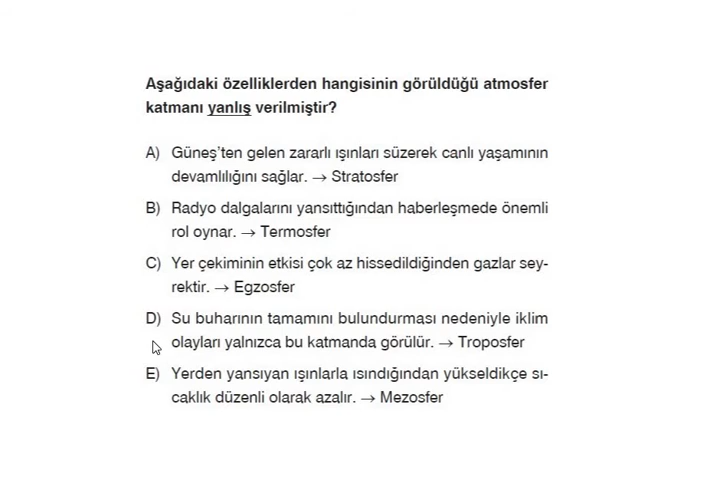 Aşağıdaki özelliklerden hangisinin görüldüğü atmosfer
katmanı yanlış verilmiştir?
A) Güneş'ten gelen zararlı ışınları süzerek canlı yaşamının
devamlılığını sağlar. → Stratosfer
B) Radyo dalgalarını yansıttığından haberleşmede önemli
rol oynar. → Termosfer
C) Yer çekiminin etkisi çok az hissedildiğinden gazlar sey-
rektir. → Egzosfer
D) Su buharının tamamını bulundurması nedeniyle iklim
olayları yalnızca bu katmanda görülür. → Troposfer
E) Yerden yansıyan ışınlarla ısındığından yükseldikçe sı-
caklık düzenli olarak azalır. → Mezosfer